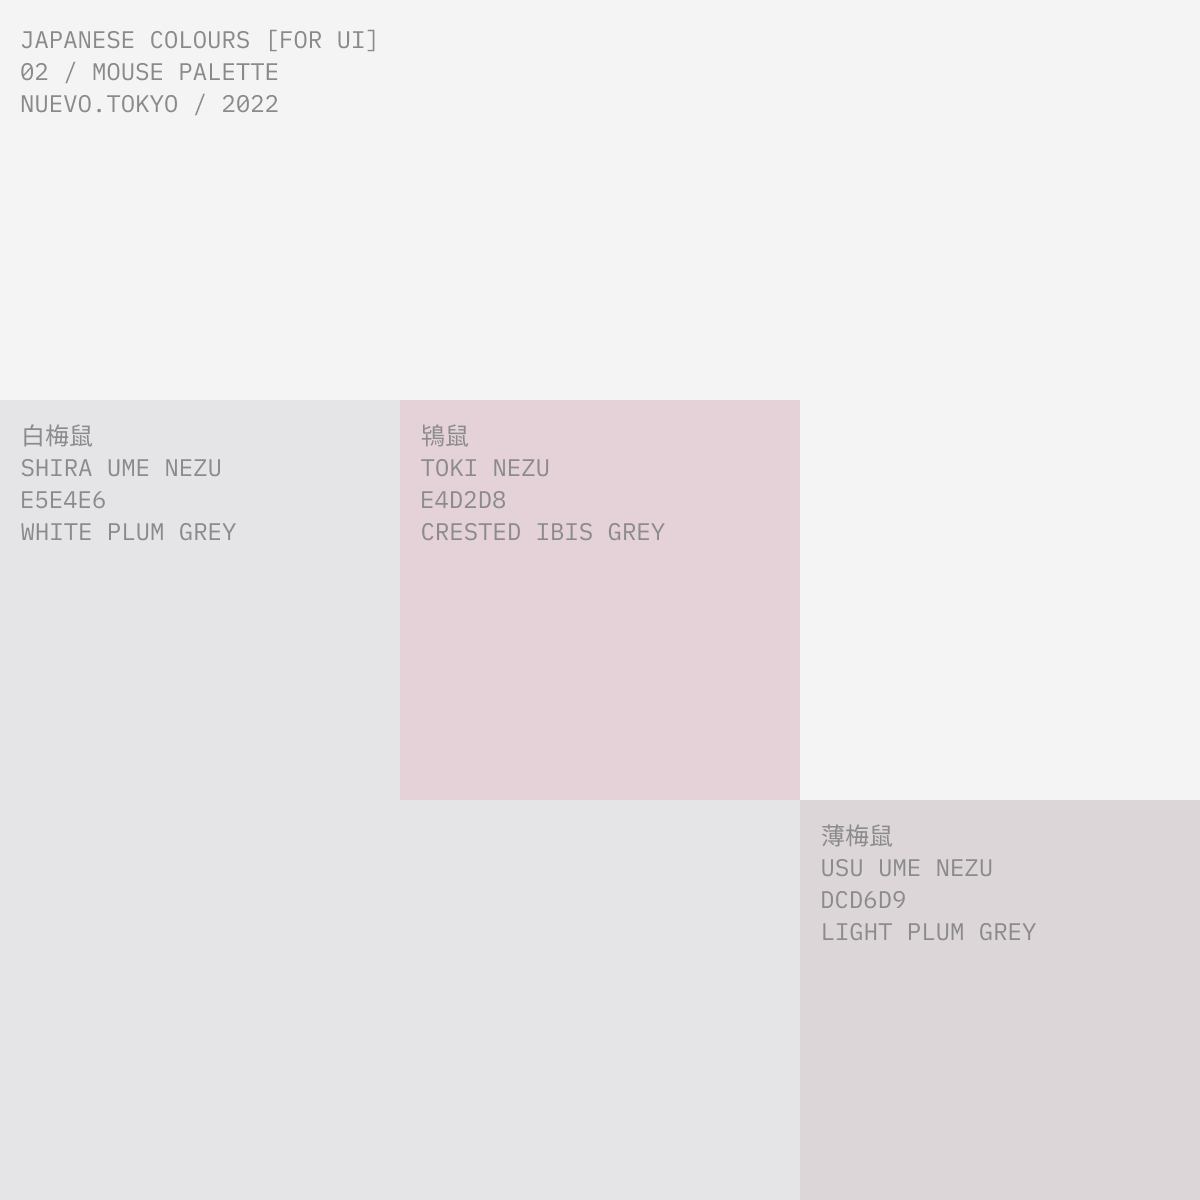 JAPANESE COLOURS [FOR UI]
02 / MOUSE PALETTE
NUEVO.TOKYO / 2022
白梅鼠
SHIRA UME NEZU
E5E4E6
WHITE PLUM GREY
鴇鼠
TOKI NEZU
E4D2D8
CRESTED IBIS GREY
薄梅鼠
USU UME NEZU
DCD6D9
LIGHT PLUM GREY